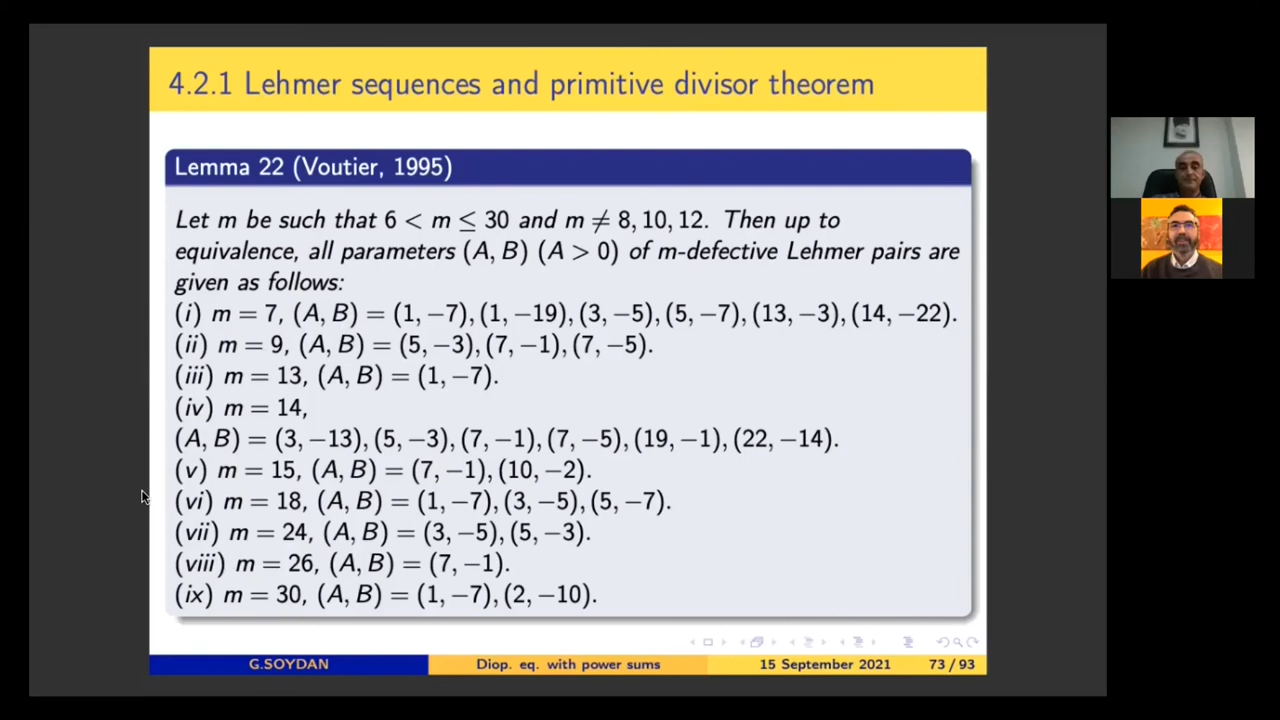 4.2.1 Lehmer sequences and primitive divisor theorem
Lemma 22 (Voutier, 1995)
Let m be such that 6 < m ≤ 30 and m ≠ 8, 10, 12. Then up to
equivalence, all parameters (A, B) (A > 0) of m-defective Lehmer pairs are
given as follows:
(i) m = 7, (A, B) = (1, −7), (1, −19), (3, −5), (5, −7), (13, −3), (14, −22).
(ii) m = 9, (A, B) = (5, −3), (7, −1), (7, −5).
(iii) m = 13, (A, B) = (1, −7).
(iv) m = 14,
(A, B) = (3, −13), (5, −3), (7, −1), (7, −5), (19, −1), (22, −14).
(v) m = 15, (A, B) = (7, −1), (10, −2).
(vi) m = 18, (A, B) = (1, −7), (3, −5), (5, −7).
(vii) m = 24, (A, B) = (3, −5), (5, −3).
(viii) m = 26, (A, B) = (7, −1).
(ix) m = 30, (A, B) = (1, −7), (2, −10).
G.SOYDAN Diop. eq. with power sums 15 September 2021 73 / 93